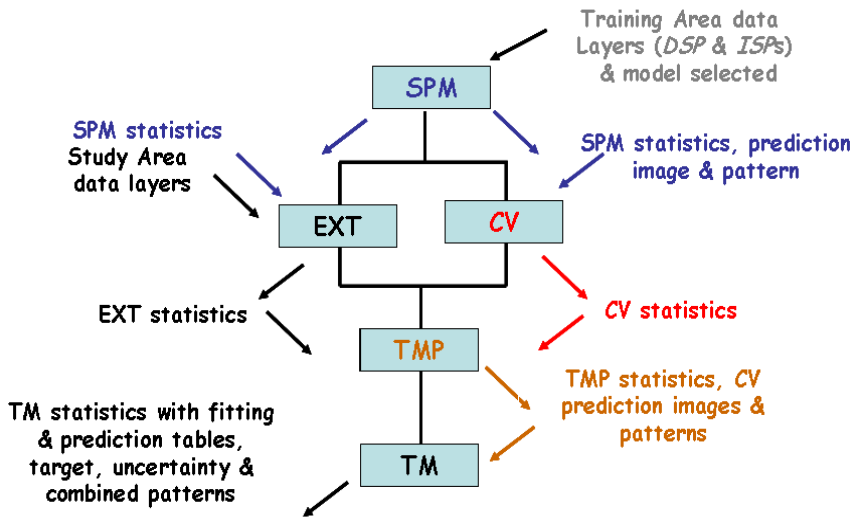 Training Area data
Layers (DSP & ISPs)
& model selected
SPM
SPM statistics
Study Area
data layers
SPM statistics, prediction
image & pattern
EXT
CV
EXT statistics
CV statistics
TMP
TMP statistics, CV
prediction images &
patterns
TM statistics with fitting
& prediction tables,
target, uncertainty &
combined patterns
TM